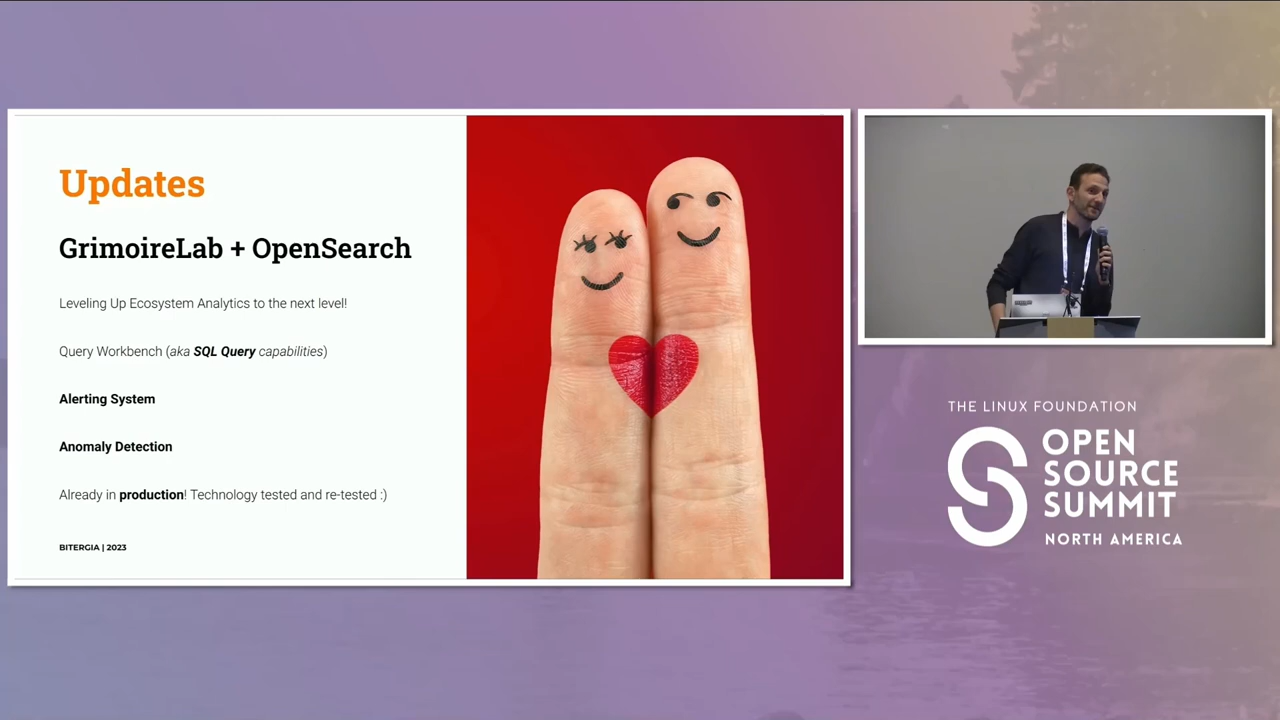 Updates
GrimoireLab + OpenSearch
Leveling Up Ecosystem Analytics to the next level!
Query Workbench (aka SQL Query capabilities)
Alerting System
Anomaly Detection
Already in production! Technology tested and re-tested :)
BITERGIA | 2023
THE LINUX FOUNDATION
OPEN
SOURCE
SUMMIT
NORTH AMERICA